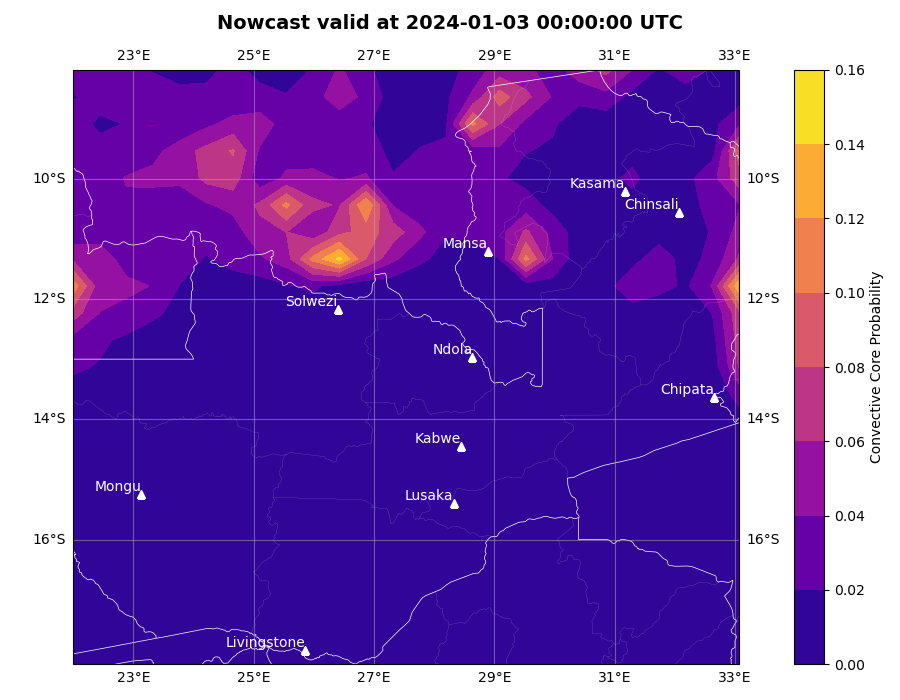 Nowcast valid at 2024-01-03 00:00:00 UTC
23°E 25°E 27°E 29°E 31°E 33°E
10°S
12°S
14°S
16°S
10°S
12°S
14°S
16°S
Kasama
Chinsali
Mansa
Solwezi
Ndola
Chipata
Kabwe
Mongu
Lusaka
Livingstone
23°E 25°E 27°E 29°E 31°E 33°E
0.16
0.14
0.12
0.10
0.08
0.06
0.04
0.02
0.00
Convective Core Probability